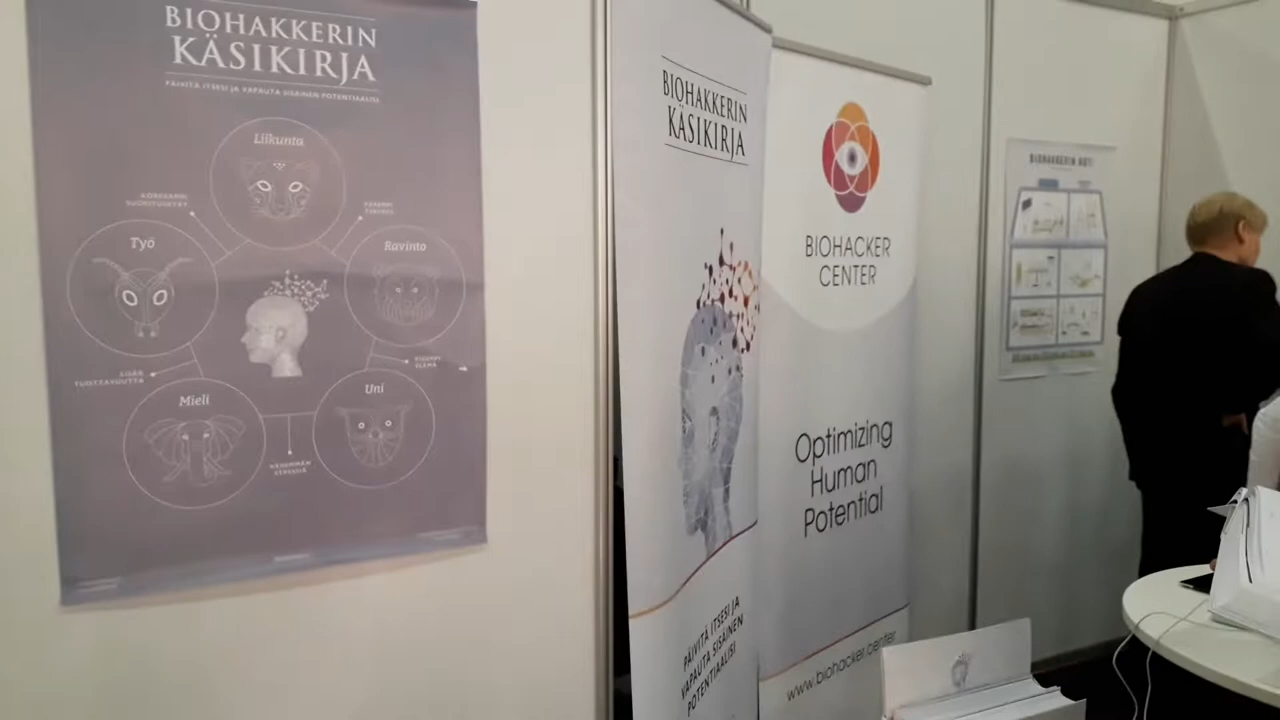 BIOHAKKERIN
KÄSIKIRJA
PÄIVITÄ ITSESI JA VAPAUTA SISÄINEN POTENTIAALISI
Liikunta
Työ
Ravinto
Mieli
Uni
BIOHAKKERIN
KÄSIKIRJA
PÄIVITÄ ITSESI JA
VAPAUTA SISÄINEN
POTENTIAALISI
BIOHACKER
CENTER
Optimizing
Human
Potential
www.biohacker.center
BIOHAKKERIN KOTI